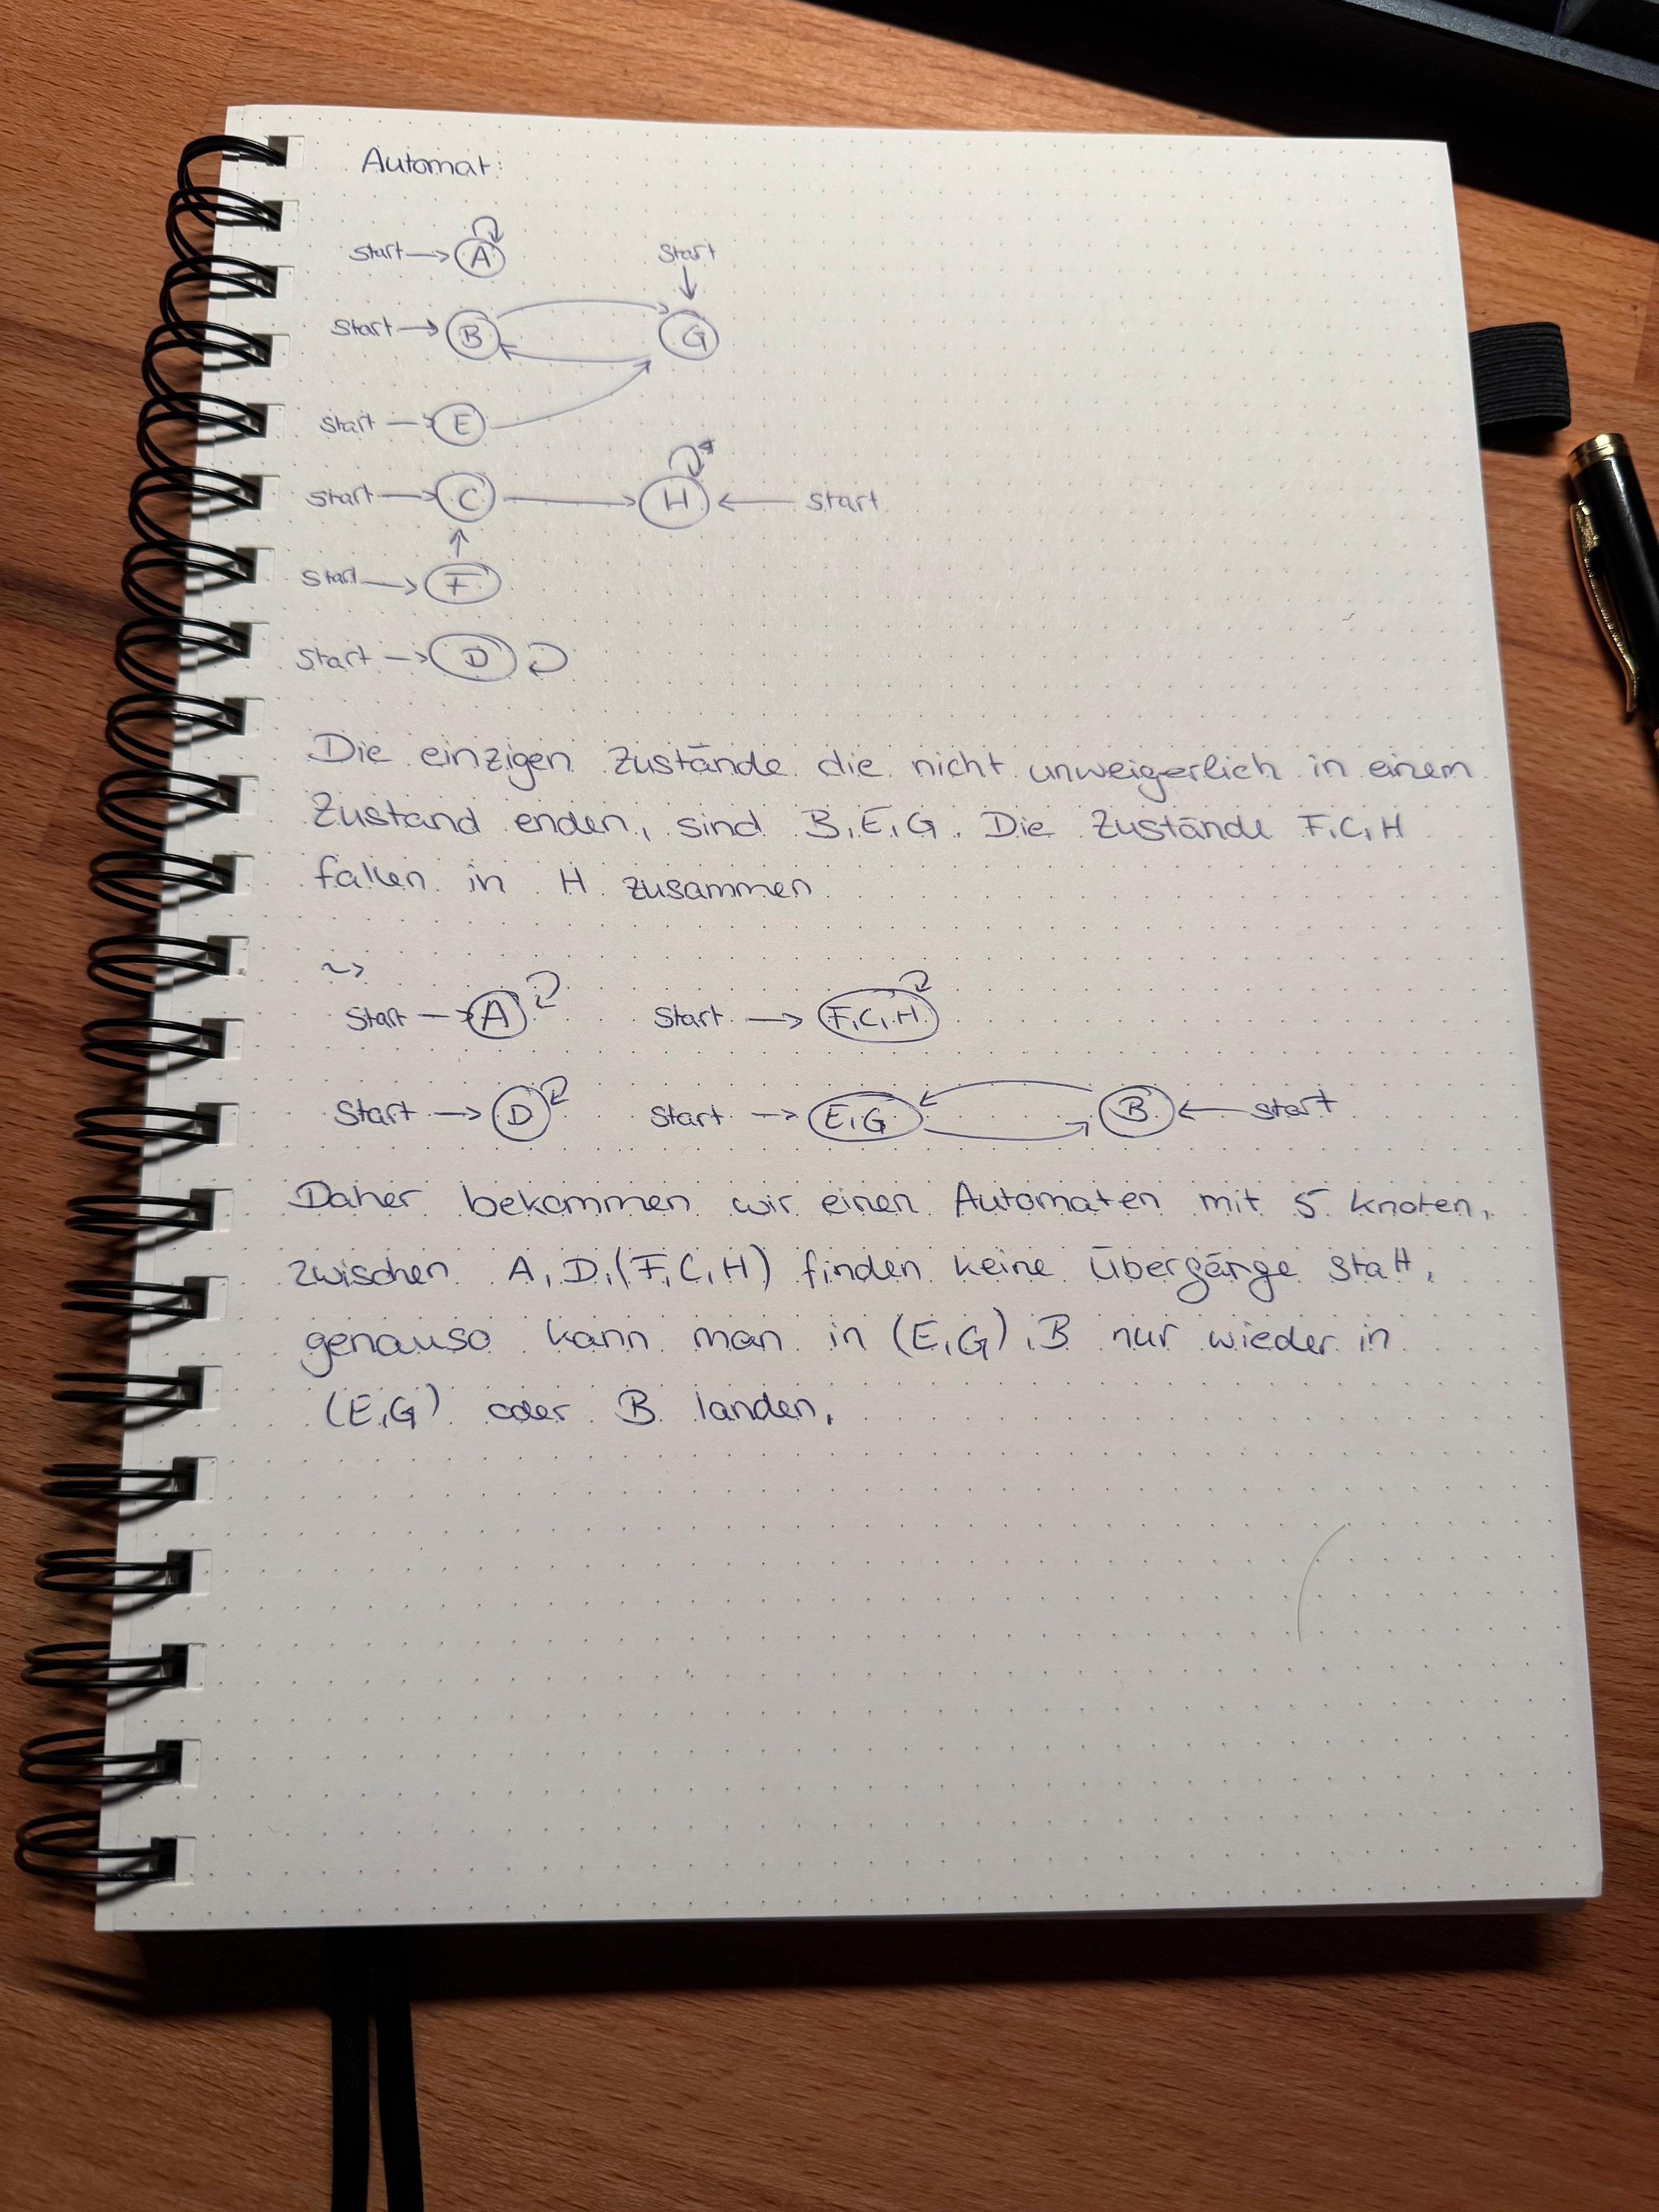 Automat:
Start → A
Start
Start → B G
Start → E
Start → C → H ← Start
Start → F
Start → D
Die einzigen Zustände die nicht unweigerlich in einem
Zustand enden, sind B, E, G. Die Zustände F, C, H
fallen in H zusammen
~>
Start → A Start → F, C, H
Start → D Start → E, G B ← Start
Daher bekommen wir einen Automaten mit 5 Knoten,
zwischen A, D, (F, C, H) finden keine Übergänge statt,
genauso kann man in (E, G), B nur wieder in
(E, G) oder B landen,